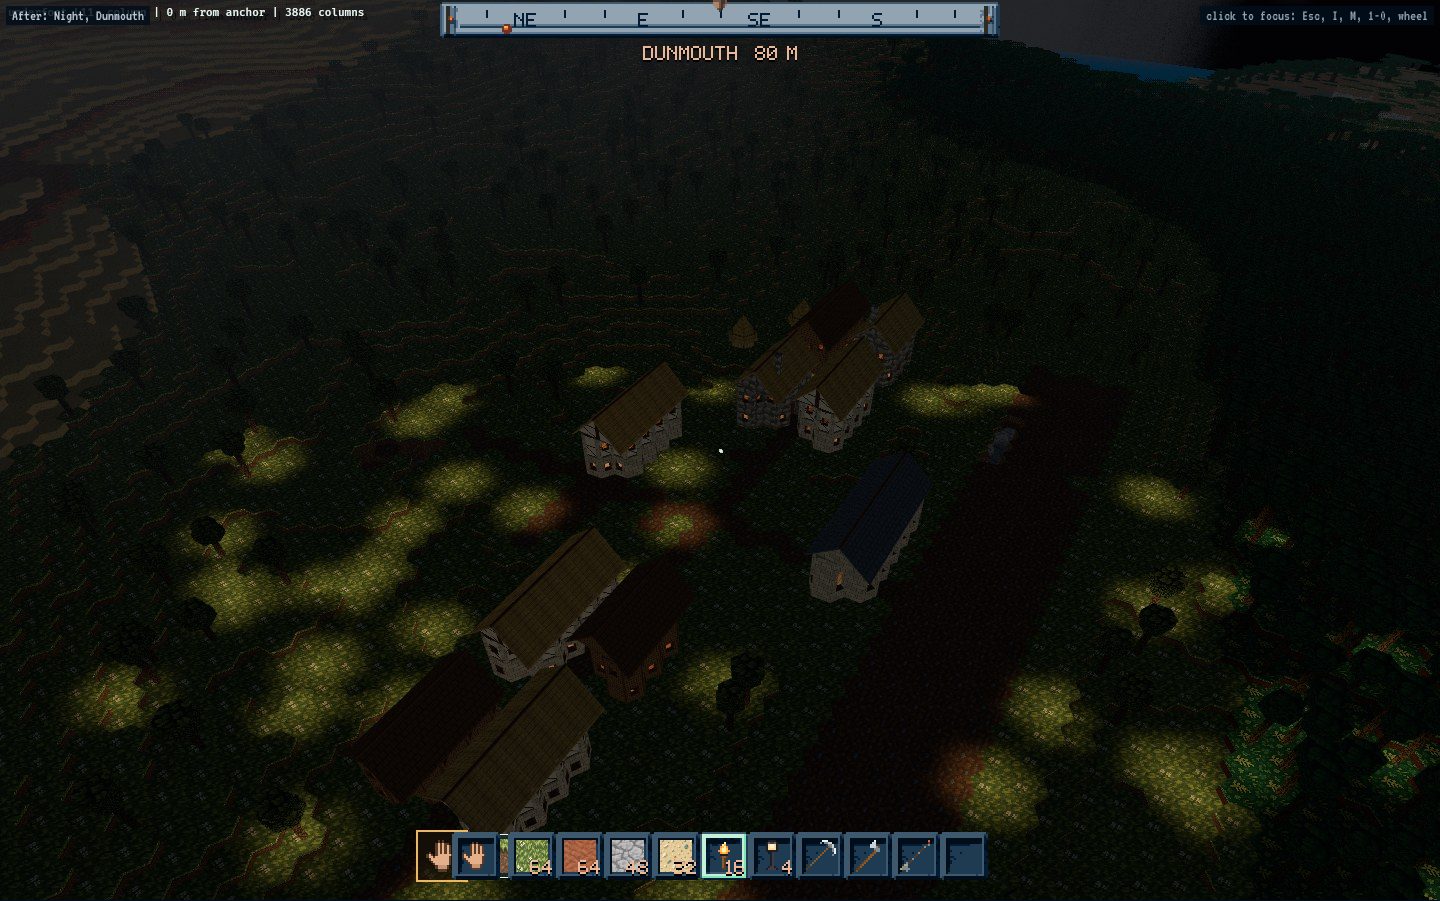 After: Night, Dunmouth | 0 m from anchor | 3886 columns
NE E SE S
click to focus: Esc, I, M, 1-0, wheel
DUNMOUTH 80 M
64 64 48 32 16 4